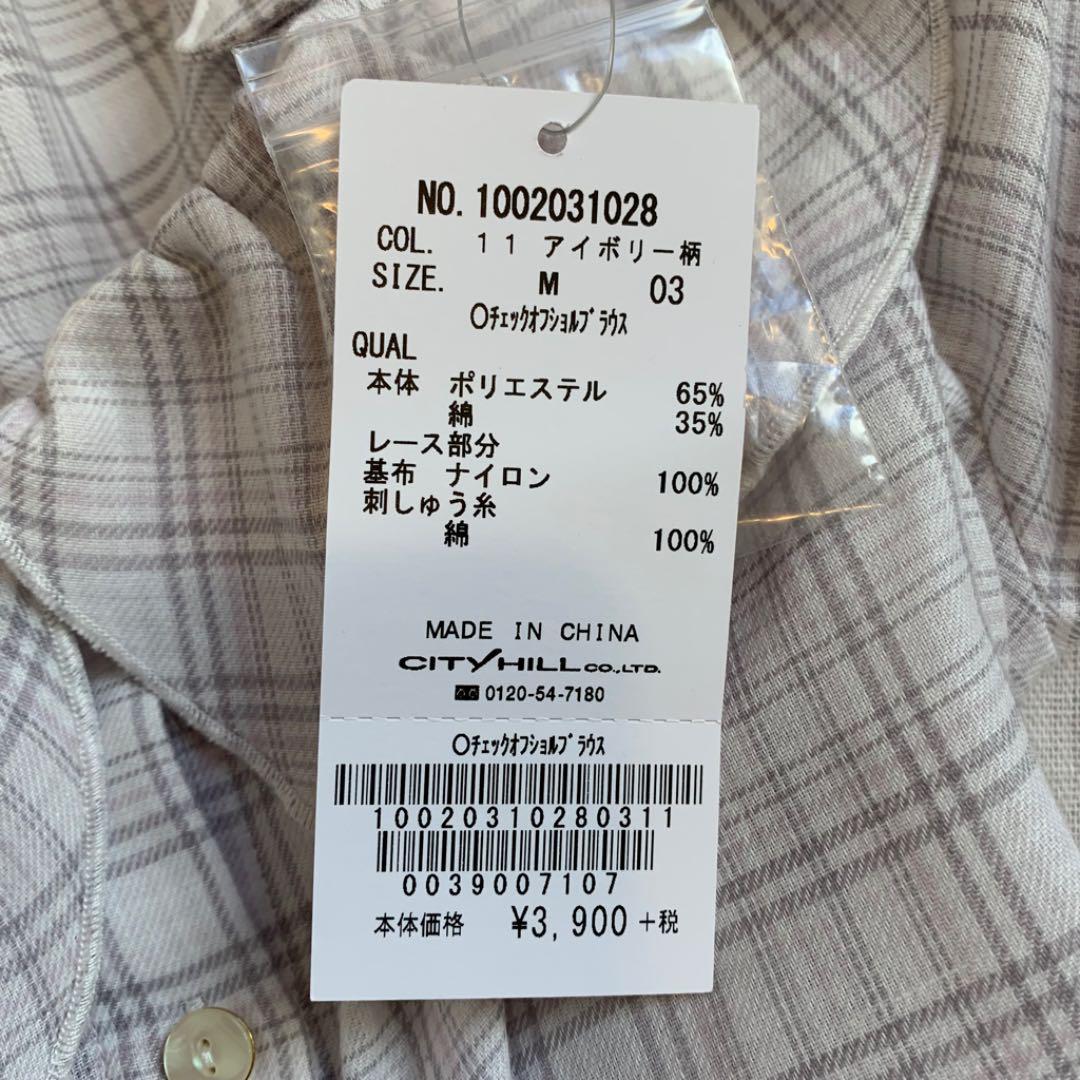 NO. 1002031028
COL. 11 アイボリー柄
SIZE. M 03
○チェックオフショルブラウス
QUAL
本体 ポリエステル 65%
綿 35%
レース部分
基布 ナイロン 100%
刺しゅう糸
綿 100%
MADE IN CHINA
CITY HILL CO.,LTD.
0120-54-7180
○チェックオフショルブラウス
10020310280311
0039007107
本体価格 ¥3,900+税